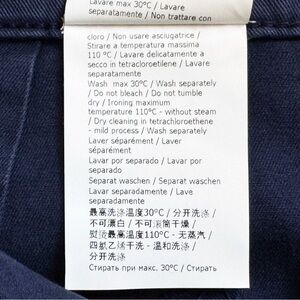 Lavare max 30°C / Lavare
separatamente / Non trattare con
cloro / Non usare asciugatrice /
Stirare a temperatura massima
110 °C / Lavare delicatamente a
secco in tetracloroetilene / Lavare
separatamente
Wash max 30°C / Wash separately
/ Do not bleach / Do not tumble
dry / Ironing maximum
temperature 110°C - without steam
/ Dry cleaning in tetrachloroethene
- mild process / Wash separately
Laver séparément / Laver
séparément
Lavar por separado / Lavar por
separado
Separat waschen / Separat waschen
Lavar separadamente / Lave
separadamente
最高洗涤温度30°C / 分开洗涤 /
不可漂白 / 不可滚筒干燥 /
熨烫最高温度110°C - 无蒸汽 /
四氯乙烯干洗 - 温和洗涤 /
分开洗涤
Стирать при макс. 30°C / Стирать